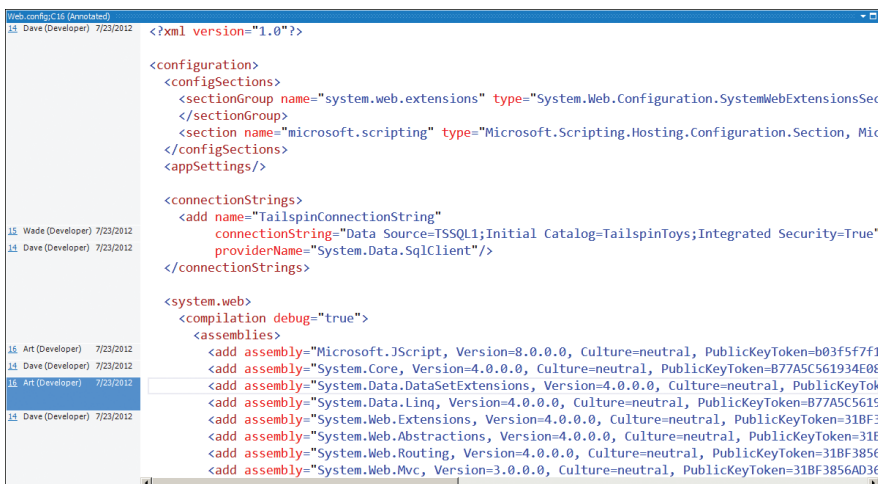 Web.config;C16 (Annotated)
14 Dave (Developer) 7/23/2012 <?xml version="1.0"?>
<configuration>
<configSections>
<sectionGroup name="system.web.extensions" type="System.Web.Configuration.SystemWebExtensionsSec
</sectionGroup>
<section name="microsoft.scripting" type="Microsoft.Scripting.Hosting.Configuration.Section, Mic
</configSections>
<appSettings/>
<connectionStrings>
<add name="TailspinConnectionString"
15 Wade (Developer) 7/23/2012 connectionString="Data Source=TSSQL1;Initial Catalog=TailspinToys;Integrated Security=True"
14 Dave (Developer) 7/23/2012 providerName="System.Data.SqlClient"/>
</connectionStrings>
<system.web>
<compilation debug="true">
<assemblies>
16 Art (Developer) 7/23/2012 <add assembly="Microsoft.JScript, Version=8.0.0.0, Culture=neutral, PublicKeyToken=b03f5f7f1
14 Dave (Developer) 7/23/2012 <add assembly="System.Core, Version=4.0.0.0, Culture=neutral, PublicKeyToken=B77A5C561934E08
16 Art (Developer) 7/23/2012 <add assembly="System.Data.DataSetExtensions, Version=4.0.0.0, Culture=neutral, PublicKeyTok
<add assembly="System.Data.Linq, Version=4.0.0.0, Culture=neutral, PublicKeyToken=B77A5C5619
14 Dave (Developer) 7/23/2012 <add assembly="System.Web.Extensions, Version=4.0.0.0, Culture=neutral, PublicKeyToken=31BF3
<add assembly="System.Web.Abstractions, Version=4.0.0.0, Culture=neutral, PublicKeyToken=31B
<add assembly="System.Web.Routing, Version=4.0.0.0, Culture=neutral, PublicKeyToken=31BF3856
<add assembly="System.Web.Mvc, Version=3.0.0.0, Culture=neutral, PublicKeyToken=31BF3856AD36